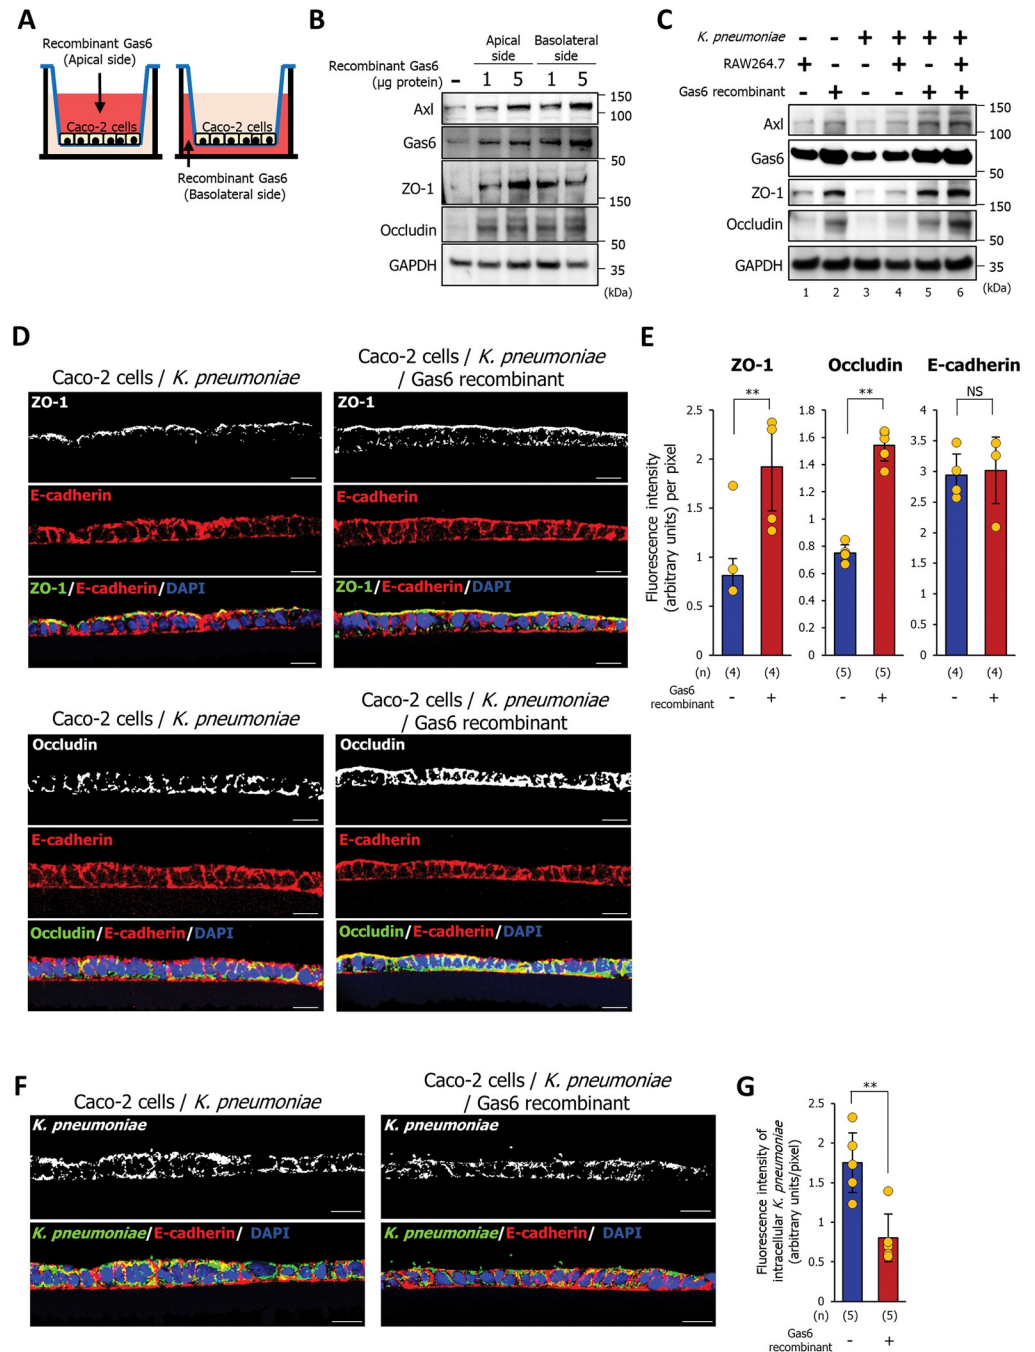 A
Recombinant Gas6
(Apical side)
Caco-2 cells
Caco-2 cells
Recombinant Gas6
(Basolateral side)
B
Apical side
Basolateral side
Recombinant Gas6
(μg protein)
- 1 5 1 5
Axl
150
100
Gas6
50
ZO-1
150
Occludin
50
GAPDH
35
(kDa)
C
K. pneumoniae - - + + + +
RAW264.7 + - - + - +
Gas6 recombinant - + - - + +
Axl
150
100
Gas6
50
ZO-1
150
Occludin
50
GAPDH
35
1 2 3 4 5 6 (kDa)
D
Caco-2 cells / K. pneumoniae
Caco-2 cells / K. pneumoniae
/ Gas6 recombinant
ZO-1
ZO-1
E-cadherin
E-cadherin
ZO-1/E-cadherin/DAPI
ZO-1/E-cadherin/DAPI
Caco-2 cells / K. pneumoniae
Caco-2 cells / K. pneumoniae
/ Gas6 recombinant
Occludin
Occludin
E-cadherin
E-cadherin
Occludin/E-cadherin/DAPI
Occludin/E-cadherin/DAPI
E
ZO-1
Occludin
E-cadherin
**
**
NS
Fluorescence intensity
(arbitrary units) per pixel
2.5
2
1.5
1
0.5
0
1.8
1.6
1.4
1.2
1
0.8
0.6
0.4
0.2
0
4
3.5
3
2.5
2
1.5
1
0.5
0
(n) (4) (4) (5) (5) (4) (4)
Gas6
recombinant - + - + - +
F
Caco-2 cells / K. pneumoniae
Caco-2 cells / K. pneumoniae
/ Gas6 recombinant
K. pneumoniae
K. pneumoniae
K. pneumoniae/E-cadherin/ DAPI
K. pneumoniae/E-cadherin/ DAPI
G
**
Fluorescence intensity of
intracellular K. pneumoniae
(arbitrary units/pixel)
2.5
2
1.5
1
0.5
0
(n) (5) (5)
Gas6
recombinant - +